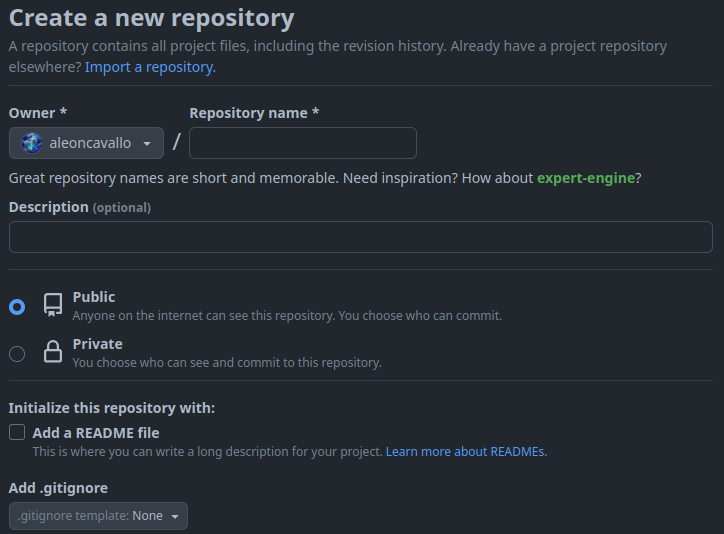 Create a new repository
A repository contains all project files, including the revision history. Already have a project repository
elsewhere? Import a repository.
Owner * Repository name *
aleoncavallo /
Great repository names are short and memorable. Need inspiration? How about expert-engine?
Description (optional)
Public
Anyone on the internet can see this repository. You choose who can commit.
Private
You choose who can see and commit to this repository.
Initialize this repository with:
Add a README file
This is where you can write a long description for your project. Learn more about READMEs.
Add .gitignore
.gitignore template: None